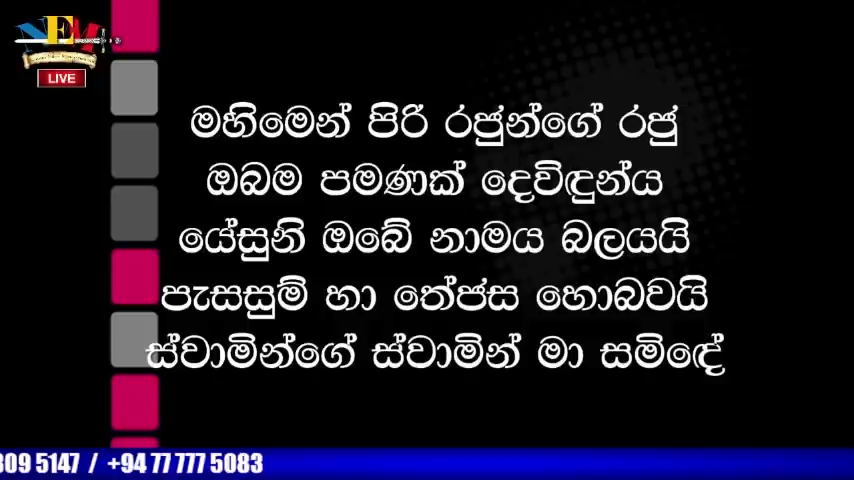 NEM
LIVE
මහිමෙන් පිරි රජුන්ගේ රජු
ඔබම පමණක් දෙවිඳුන්ය
යේසුනි ඔබේ නාමය බලයයි
පැසසුම් හා තේජස හොබවයි
ස්වාමින්ගේ ස්වාමින් මා සමිඳේ
309 5147 / +94 77 777 5083